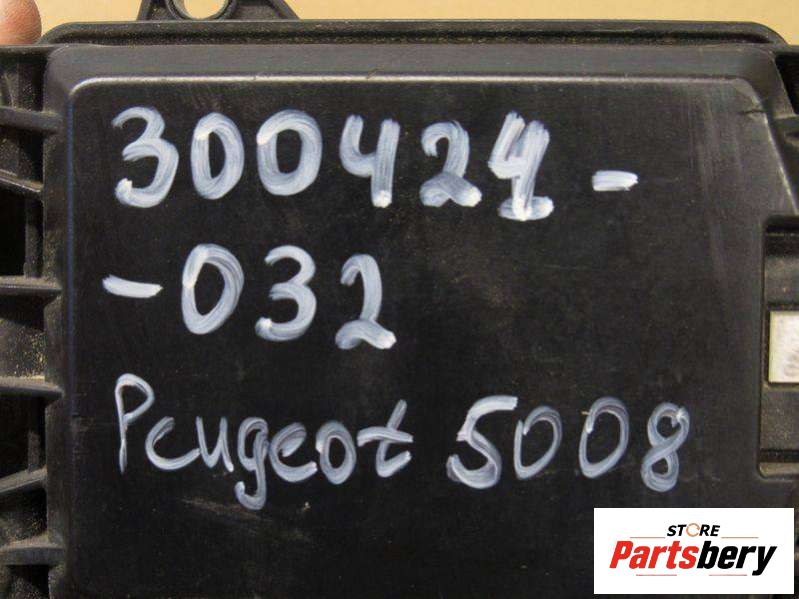 300424-
-032
Peugeot 5008
STORE
Partsbery